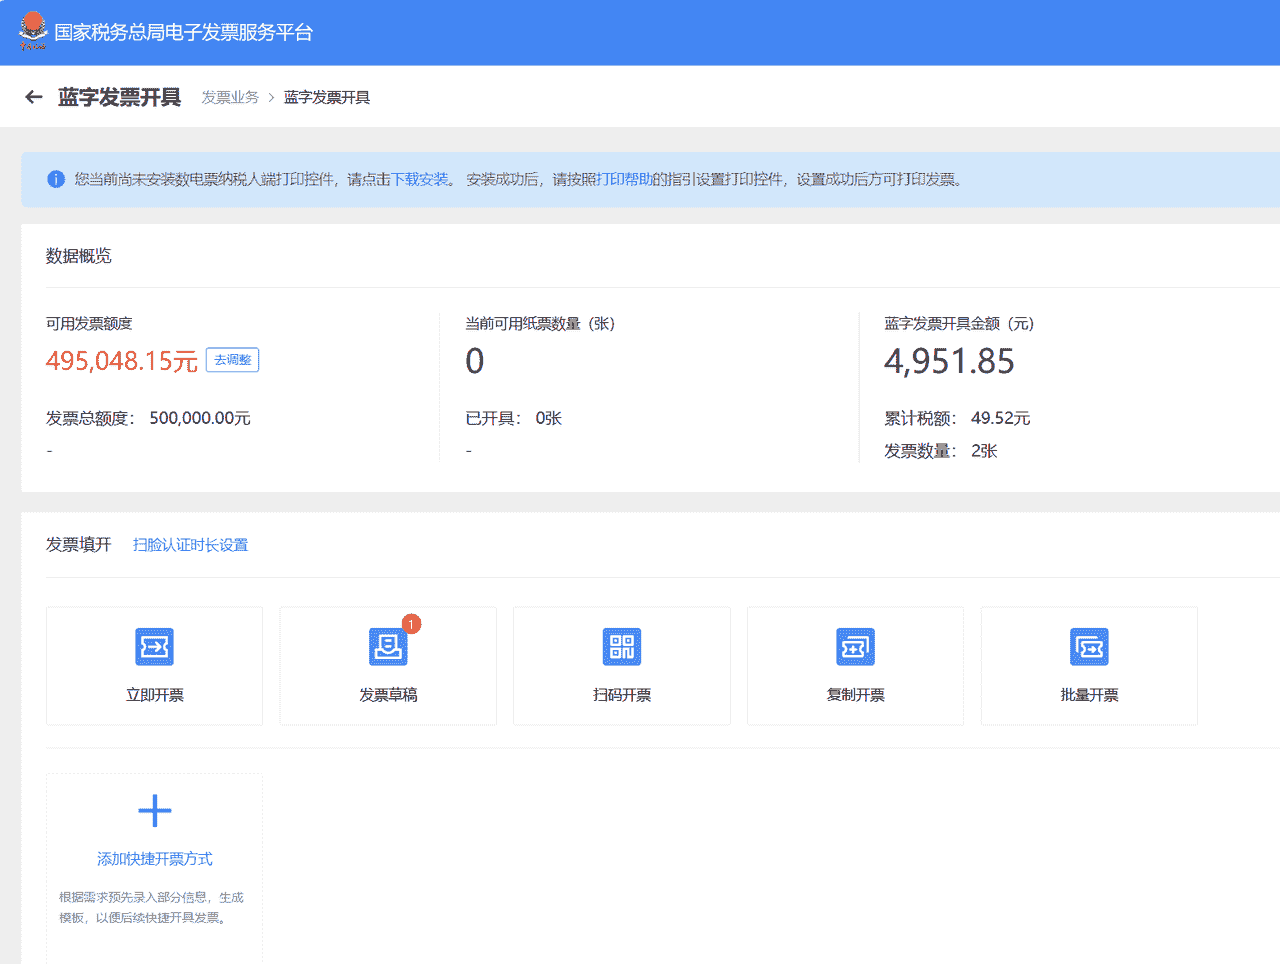 国家税务总局电子发票服务平台
蓝字发票开具 发票业务 > 蓝字发票开具
您当前尚未安装数电票纳税人端打印控件，请点击下载安装。 安装成功后，请按照打印帮助的指引设置打印控件，设置成功后方可打印发票。
数据概览
可用发票额度
495,048.15元 去调整
发票总额度： 500,000.00元
-
当前可用纸票数量（张）
0
已开具： 0张
-
蓝字发票开具金额（元）
4,951.85
累计税额： 49.52元
发票数量： 2张
发票填开 扫脸认证时长设置
立即开票
1
发票草稿
扫码开票
复制开票
批量开票
添加快捷开票方式
根据需求预先录入部分信息，生成
模板，以便后续快捷开具发票。